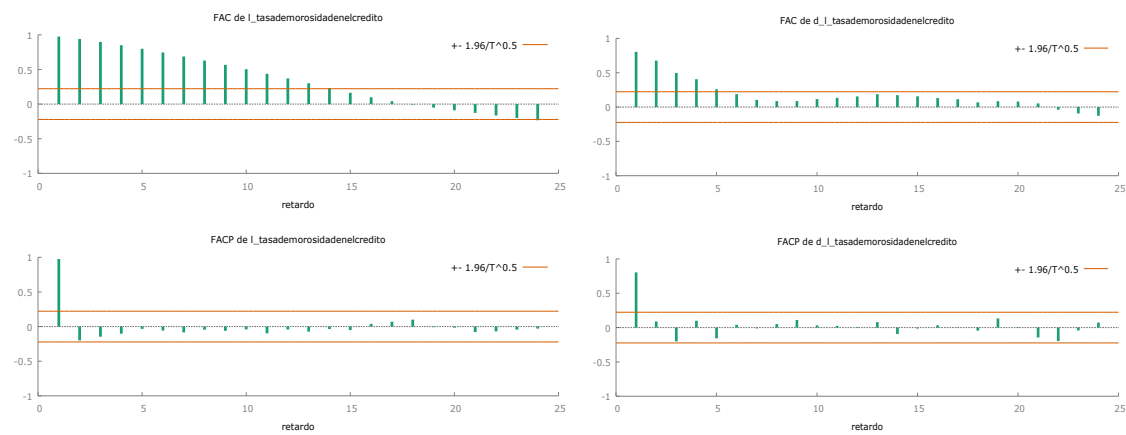 FAC de l_tasademorosidadenelcredito
+- 1.96/T^0.5
1
0.5
0
-0.5
-1
0 5 10 15 20 25
retardo
FACP de l_tasademorosidadenelcredito
+- 1.96/T^0.5
1
0.5
0
-0.5
-1
0 5 10 15 20 25
retardo
FAC de d_l_tasademorosidadenelcredito
+- 1.96/T^0.5
1
0.5
0
-0.5
-1
0 5 10 15 20 25
retardo
FACP de d_l_tasademorosidadenelcredito
+- 1.96/T^0.5
1
0.5
0
-0.5
-1
0 5 10 15 20 25
retardo